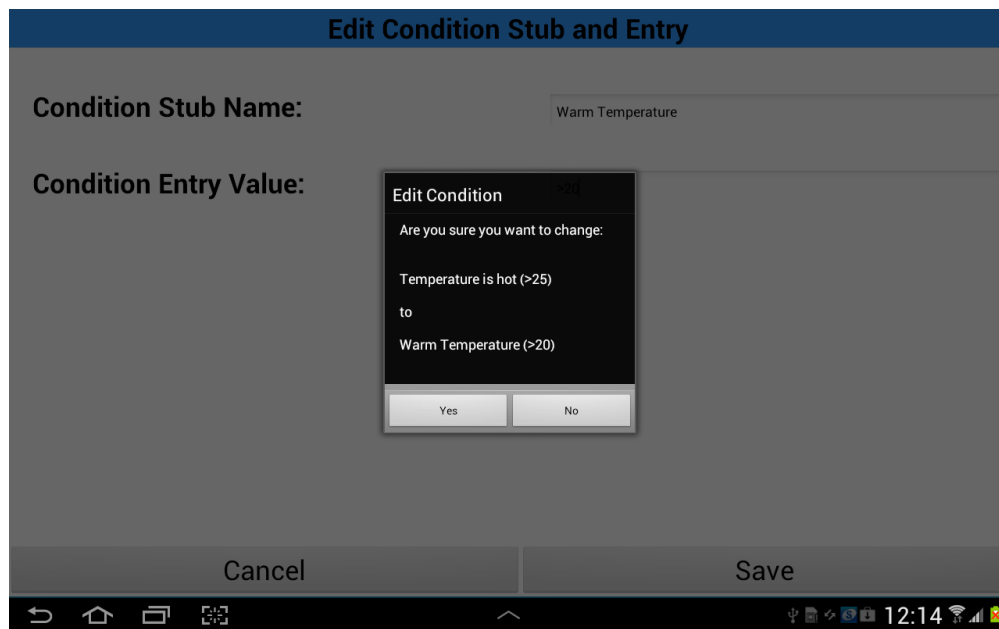 Edit Condition Stub and Entry
Condition Stub Name:
Warm Temperature
Condition Entry Value:
>20
Edit Condition
Are you sure you want to change:
Temperature is hot (>25)
to
Warm Temperature (>20)
Yes
No
Cancel
Save
12:14